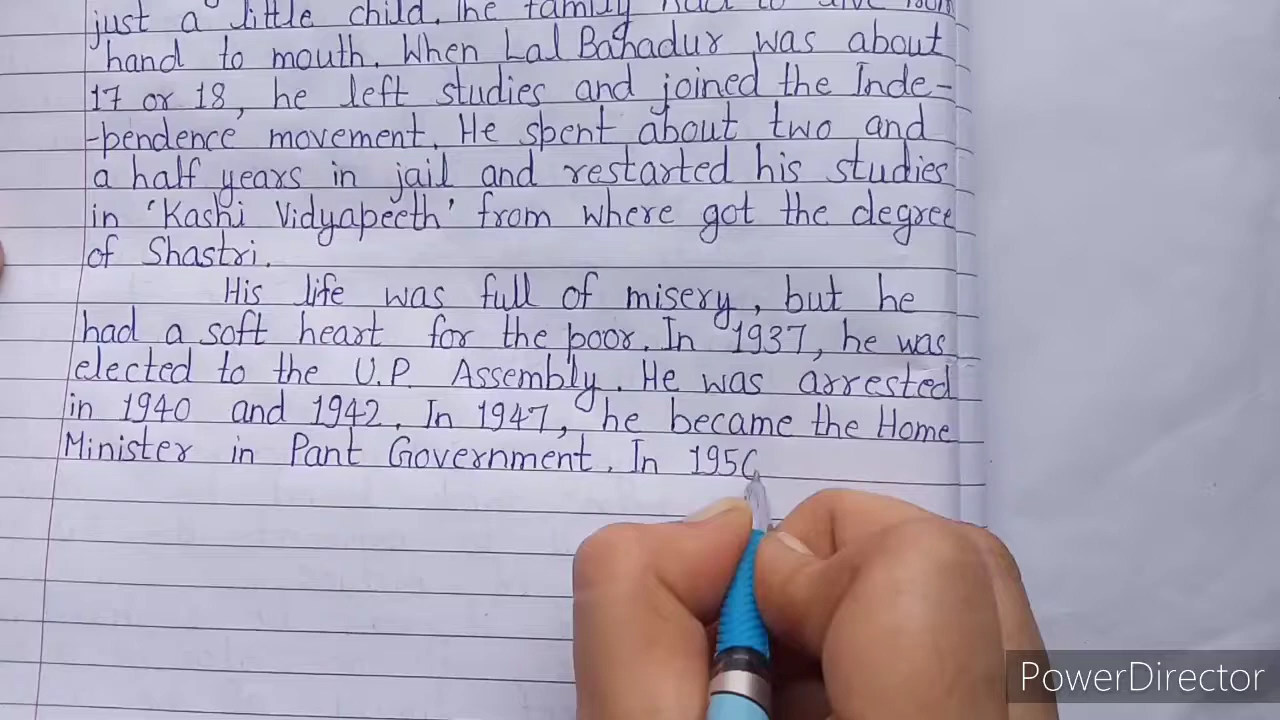 just a little child. The family had to live from
hand to mouth. When Lal Bahadur was about
17 or 18, he left studies and joined the Inde-
-pendence movement. He spent about two and
a half years in jail and restarted his studies
in 'Kashi Vidyapeeth' from where got the degree
of Shastri.
His life was full of misery, but he
had a soft heart for the poor. In 1937, he was
elected to the U.P. Assembly. He was arrested
in 1940 and 1942. In 1947, he became the Home
Minister in Pant Government. In
PowerDirector